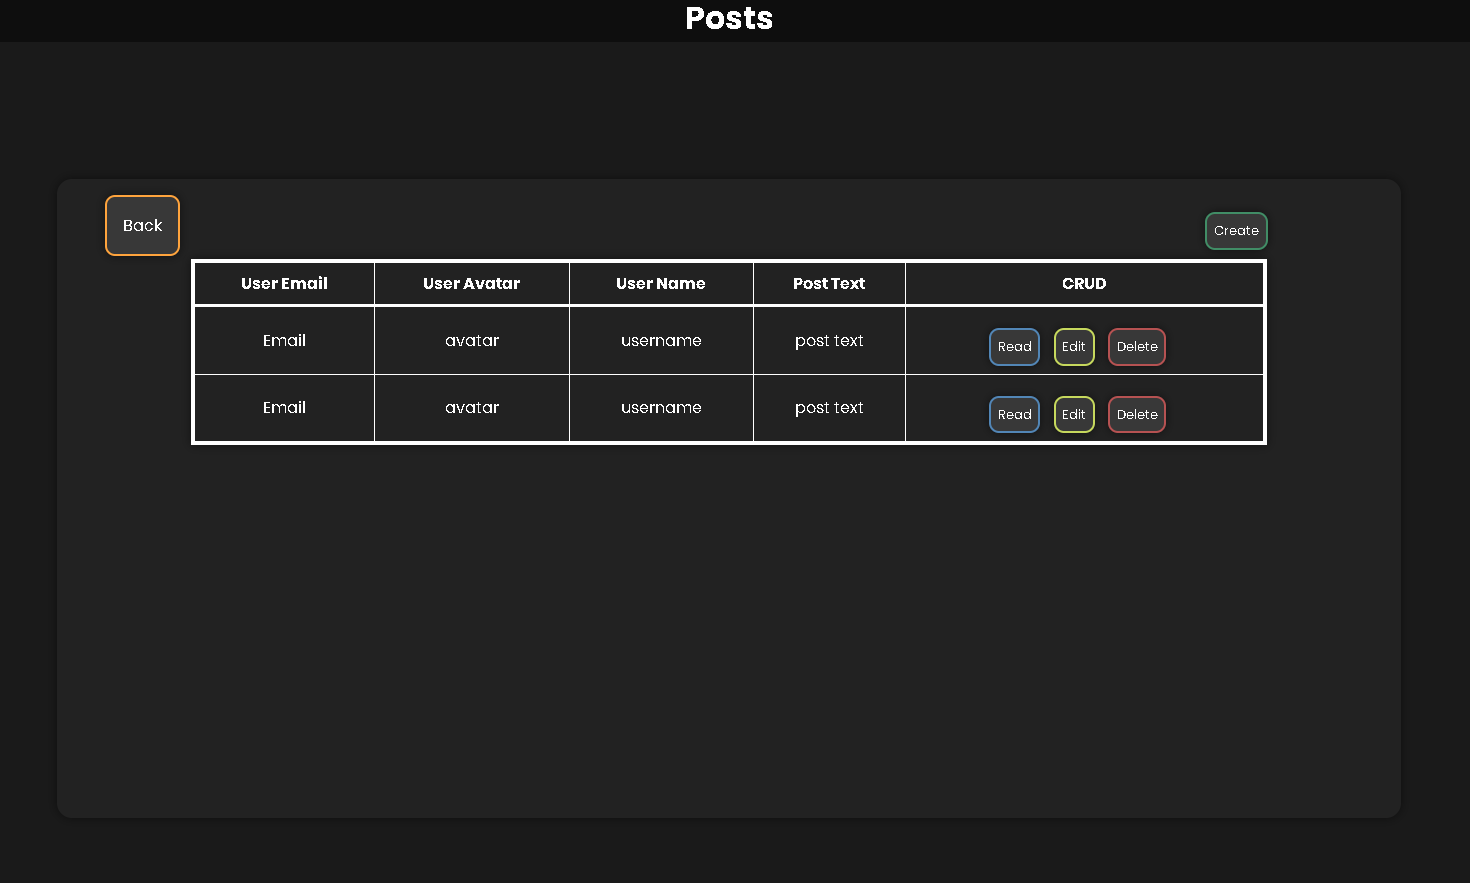 Posts
Back
Create
User Email User Avatar User Name Post Text CRUD
Email avatar username post text Read Edit Delete
Email avatar username post text Read Edit Delete